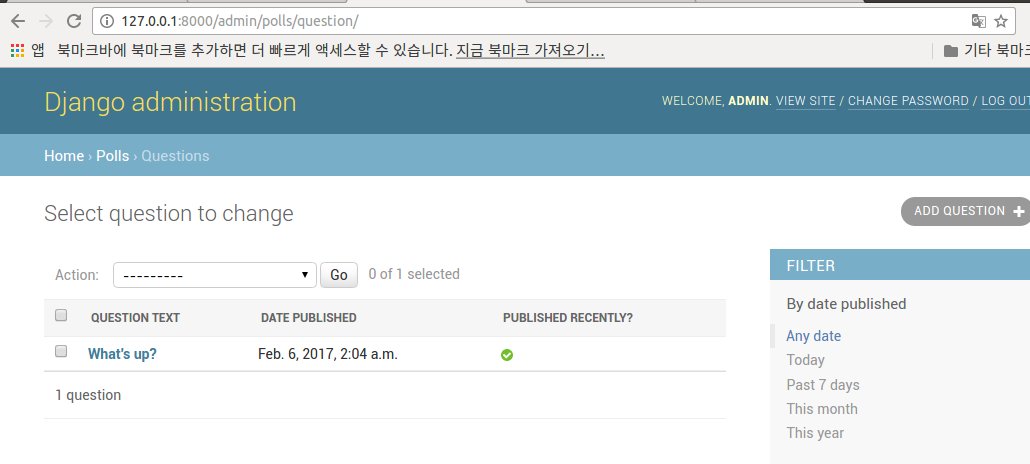 127.0.0.1:8000/admin/polls/question/
앱 북마크바에 북마크를 추가하면 더 빠르게 액세스할 수 있습니다. 지금 북마크 가져오기... 기타 북마크
Django administration
WELCOME, ADMIN. VIEW SITE / CHANGE PASSWORD / LOG OUT
Home › Polls › Questions
Select question to change
ADD QUESTION +
Action: --------- Go 0 of 1 selected
QUESTION TEXT DATE PUBLISHED PUBLISHED RECENTLY?
What's up? Feb. 6, 2017, 2:04 a.m.
1 question
FILTER
By date published
Any date
Today
Past 7 days
This month
This year